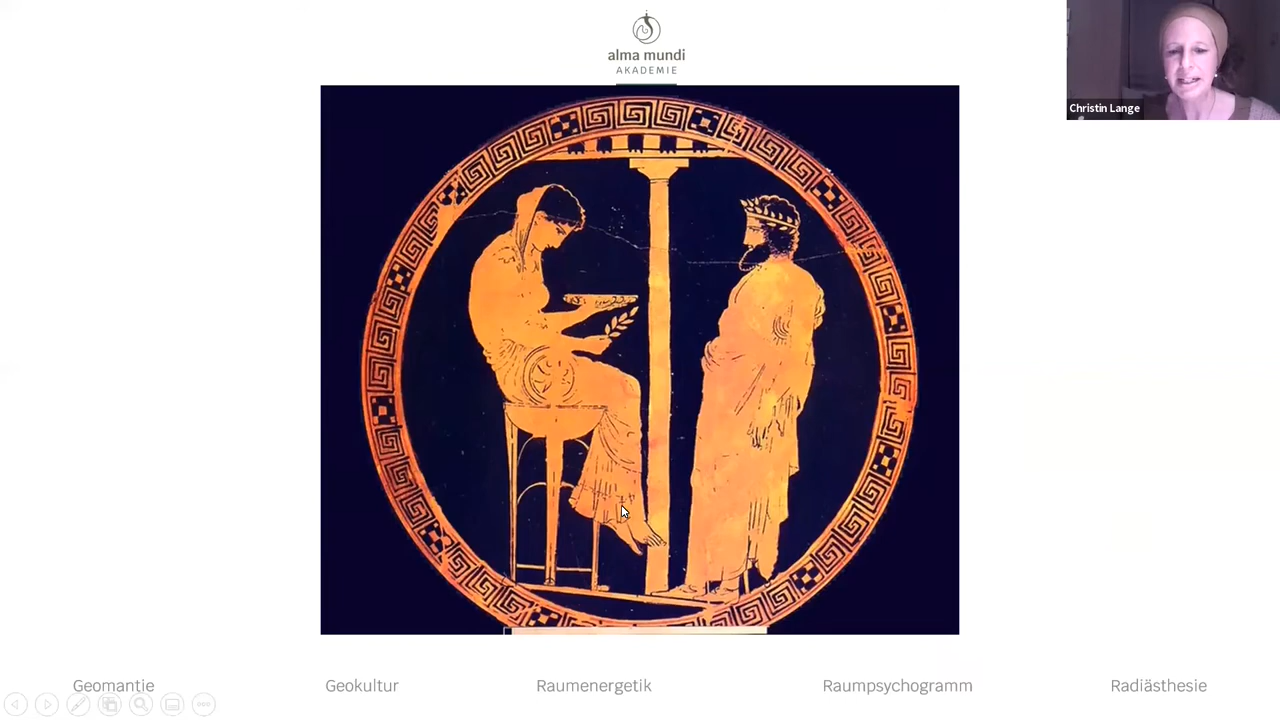 alma mundi
AKADEMIE
Christin Lange
Geomantie
Geokultur
Raumenergetik
Raumpsychogramm
Radiästhesie